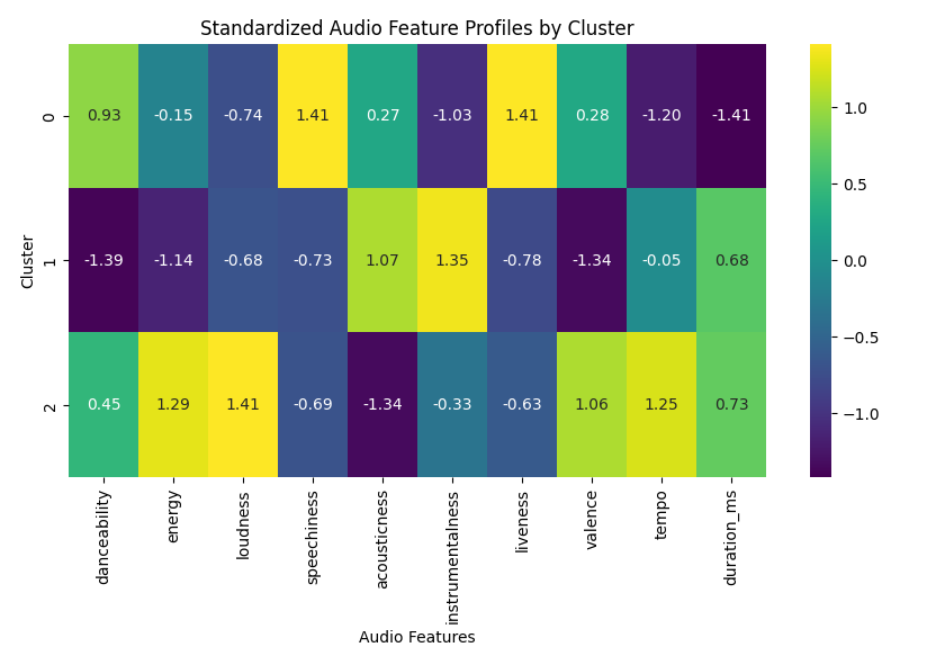 Standardized Audio Feature Profiles by Cluster
0 0.93 -0.15 -0.74 1.41 0.27 -1.03 1.41 0.28 -1.20 -1.41
1 -1.39 -1.14 -0.68 -0.73 1.07 1.35 -0.78 -1.34 -0.05 0.68
2 0.45 1.29 1.41 -0.69 -1.34 -0.33 -0.63 1.06 1.25 0.73
Cluster
danceability energy loudness speechiness acousticness instrumentalness liveness valence tempo duration_ms
Audio Features
1.0
0.5
0.0
−0.5
−1.0